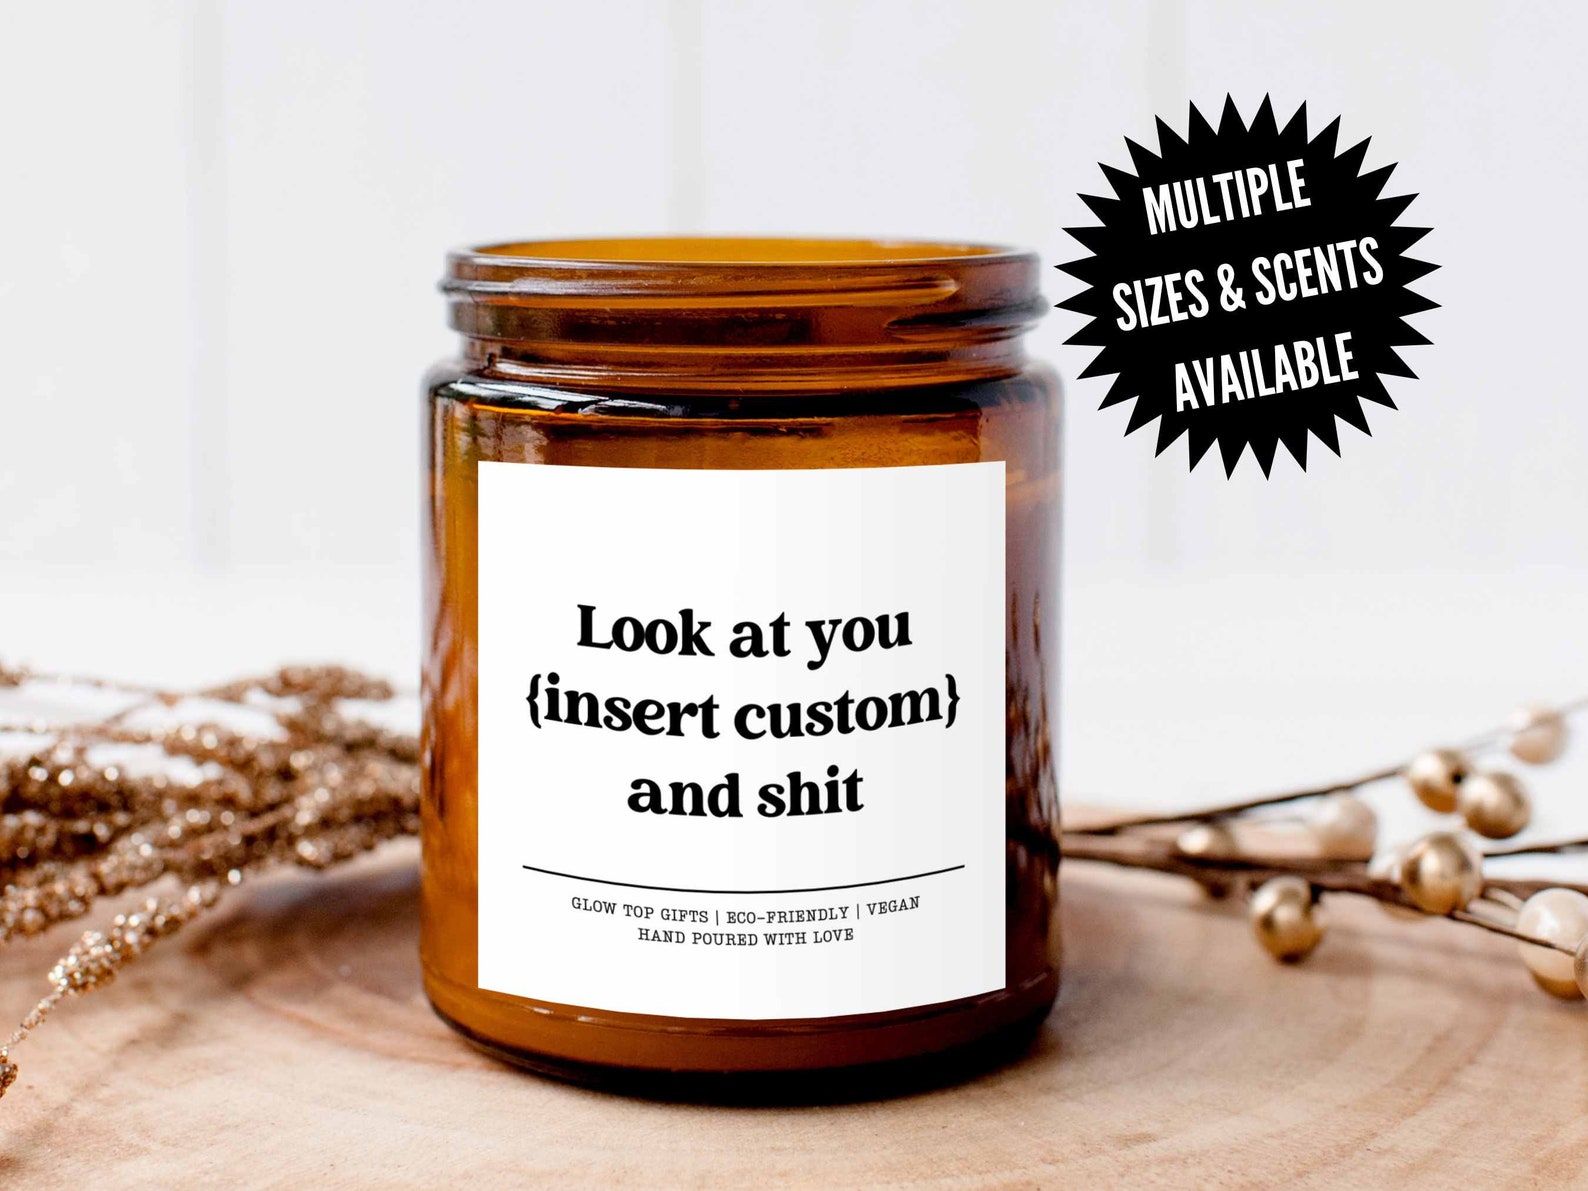 Look at you
{insert custom}
and shit
GLOW TOP GIFTS | ECO-FRIENDLY | VEGAN
HAND POURED WITH LOVE
MULTIPLE
SIZES & SCENTS
AVAILABLE